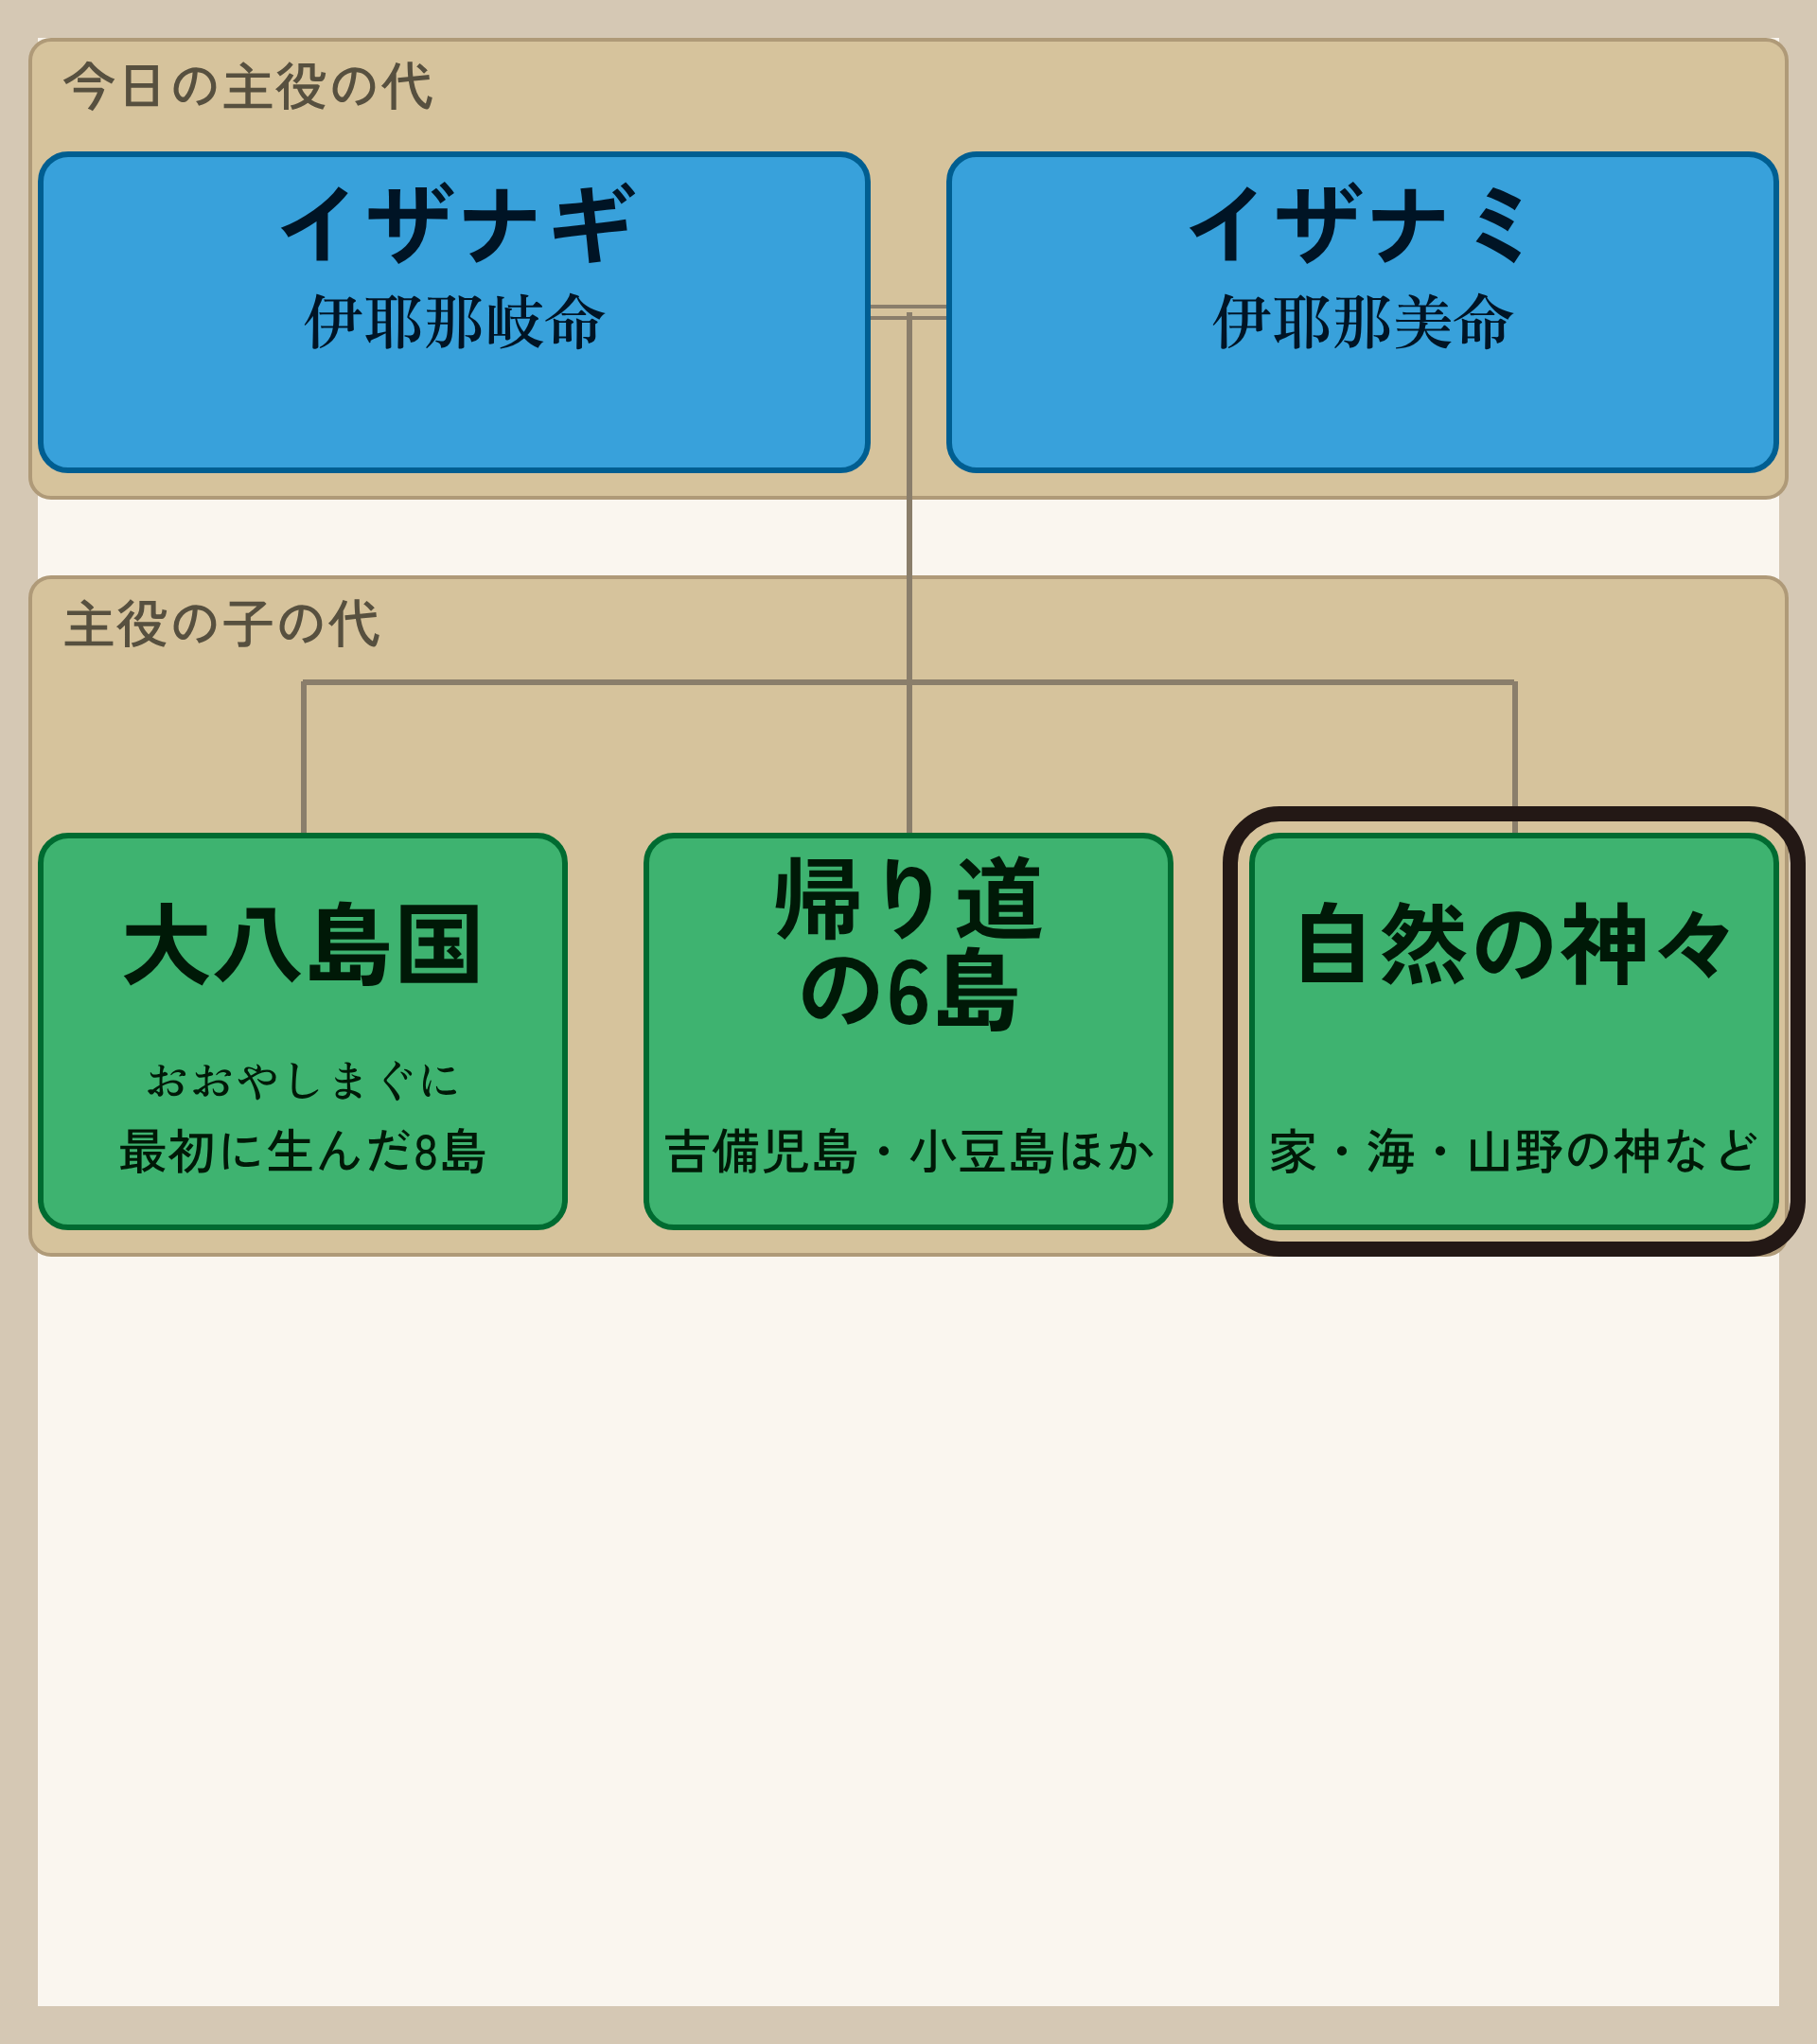 今日の主役の代
イザナギ
イザナミ
伊耶那岐命
伊耶那美命
主役の子の代
大八島国
おおやしまぐに
最初に生んだ8島
帰り道
の6島
吉備児島・小豆島ほか
自然の神々
家・海・山野の神など